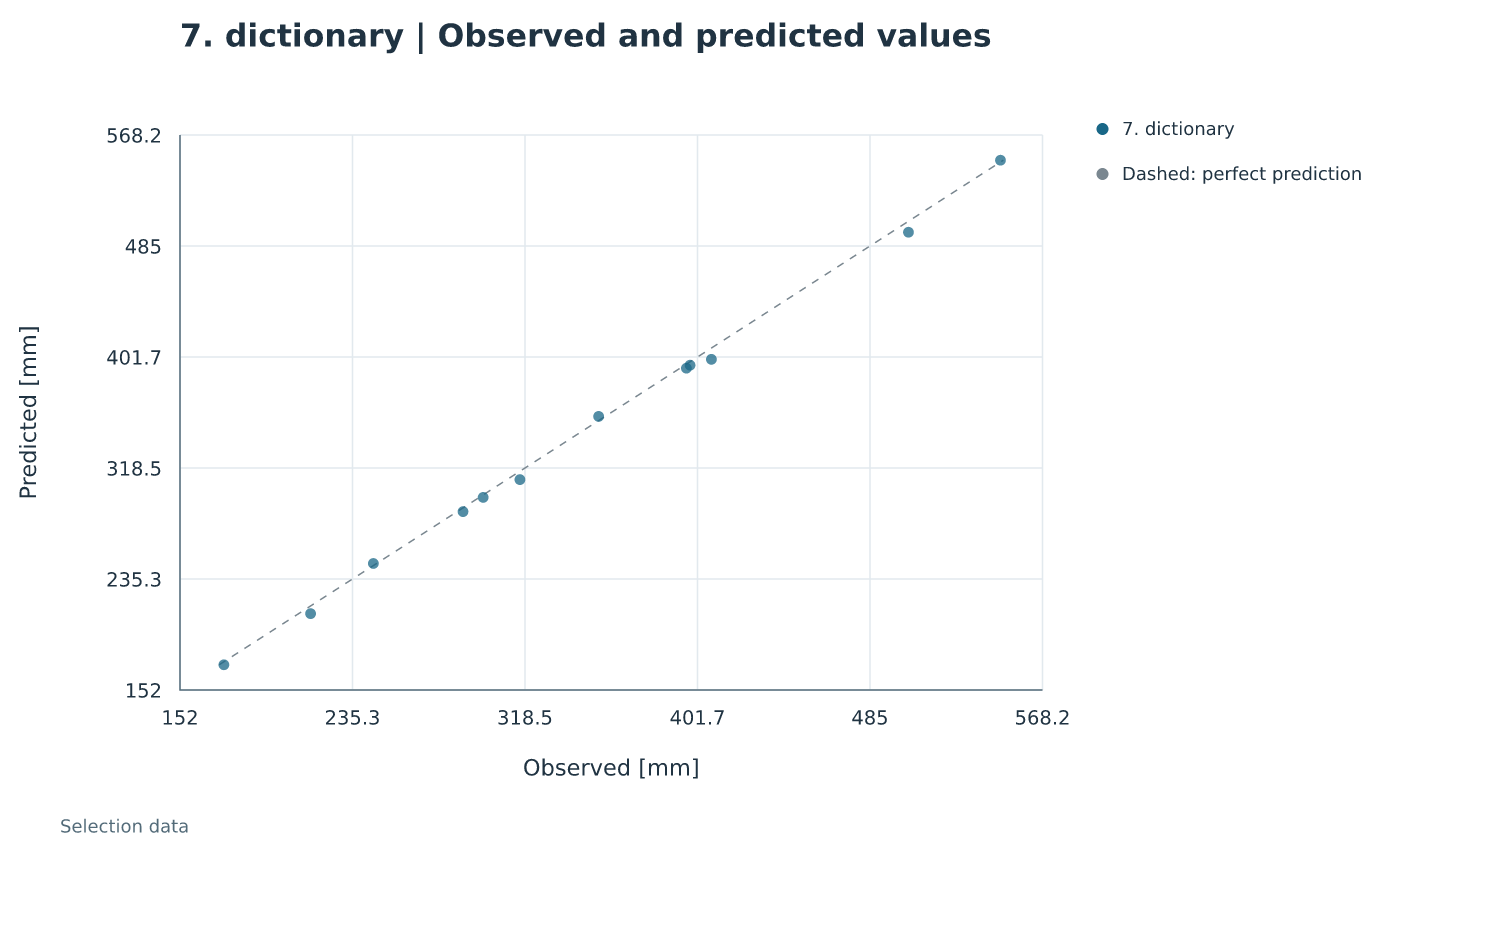 7. dictionary | Observed and predicted values
7. dictionary
Dashed: perfect prediction
568.2
485
401.7
318.5
235.3
152
Predicted [mm]
152 235.3 318.5 401.7 485 568.2
Observed [mm]
Selection data